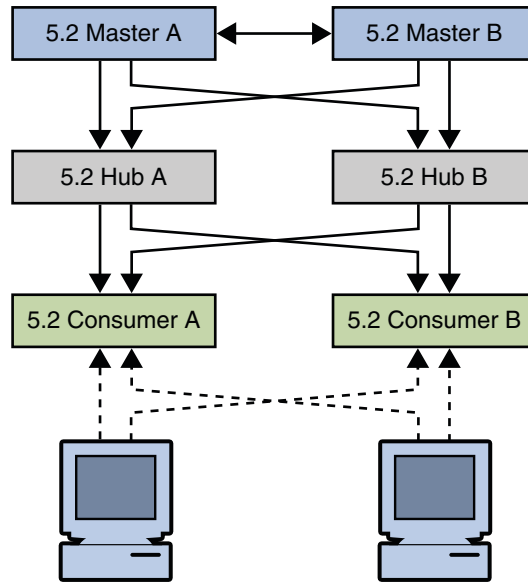 5.2 Master A
5.2 Master B
5.2 Hub A
5.2 Hub B
5.2 Consumer A
5.2 Consumer B